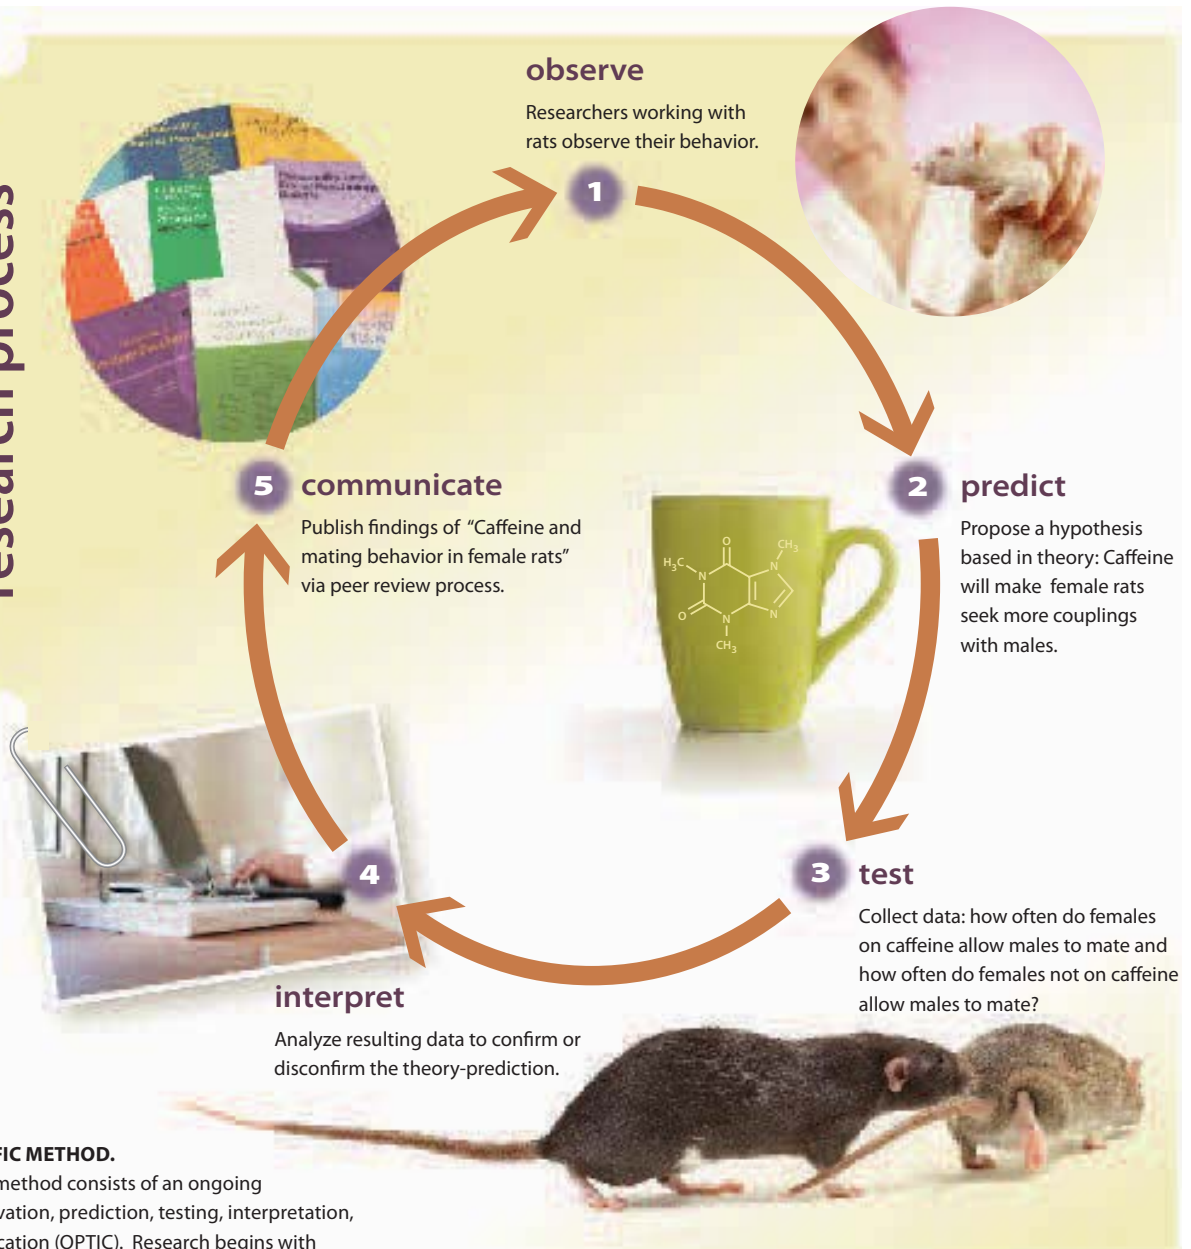 research process
observe
Researchers working with
rats observe their behavior.
1
2
predict
Propose a hypothesis
based in theory: Caffeine
will make female rats
seek more couplings
with males.
O
CH3
H3C
N
N
O
N
N
CH3
3
test
Collect data: how often do females
on caffeine allow males to mate and
how often do females not on caffeine
allow males to mate?
4
interpret
Analyze resulting data to confirm or
disconfirm the theory-prediction.
5
communicate
Publish findings of “Caffeine and
mating behavior in female rats”
via peer review process.
FIC METHOD.
method consists of an ongoing
vation, prediction, testing, interpretation,
cation (OPTIC). Research begins with